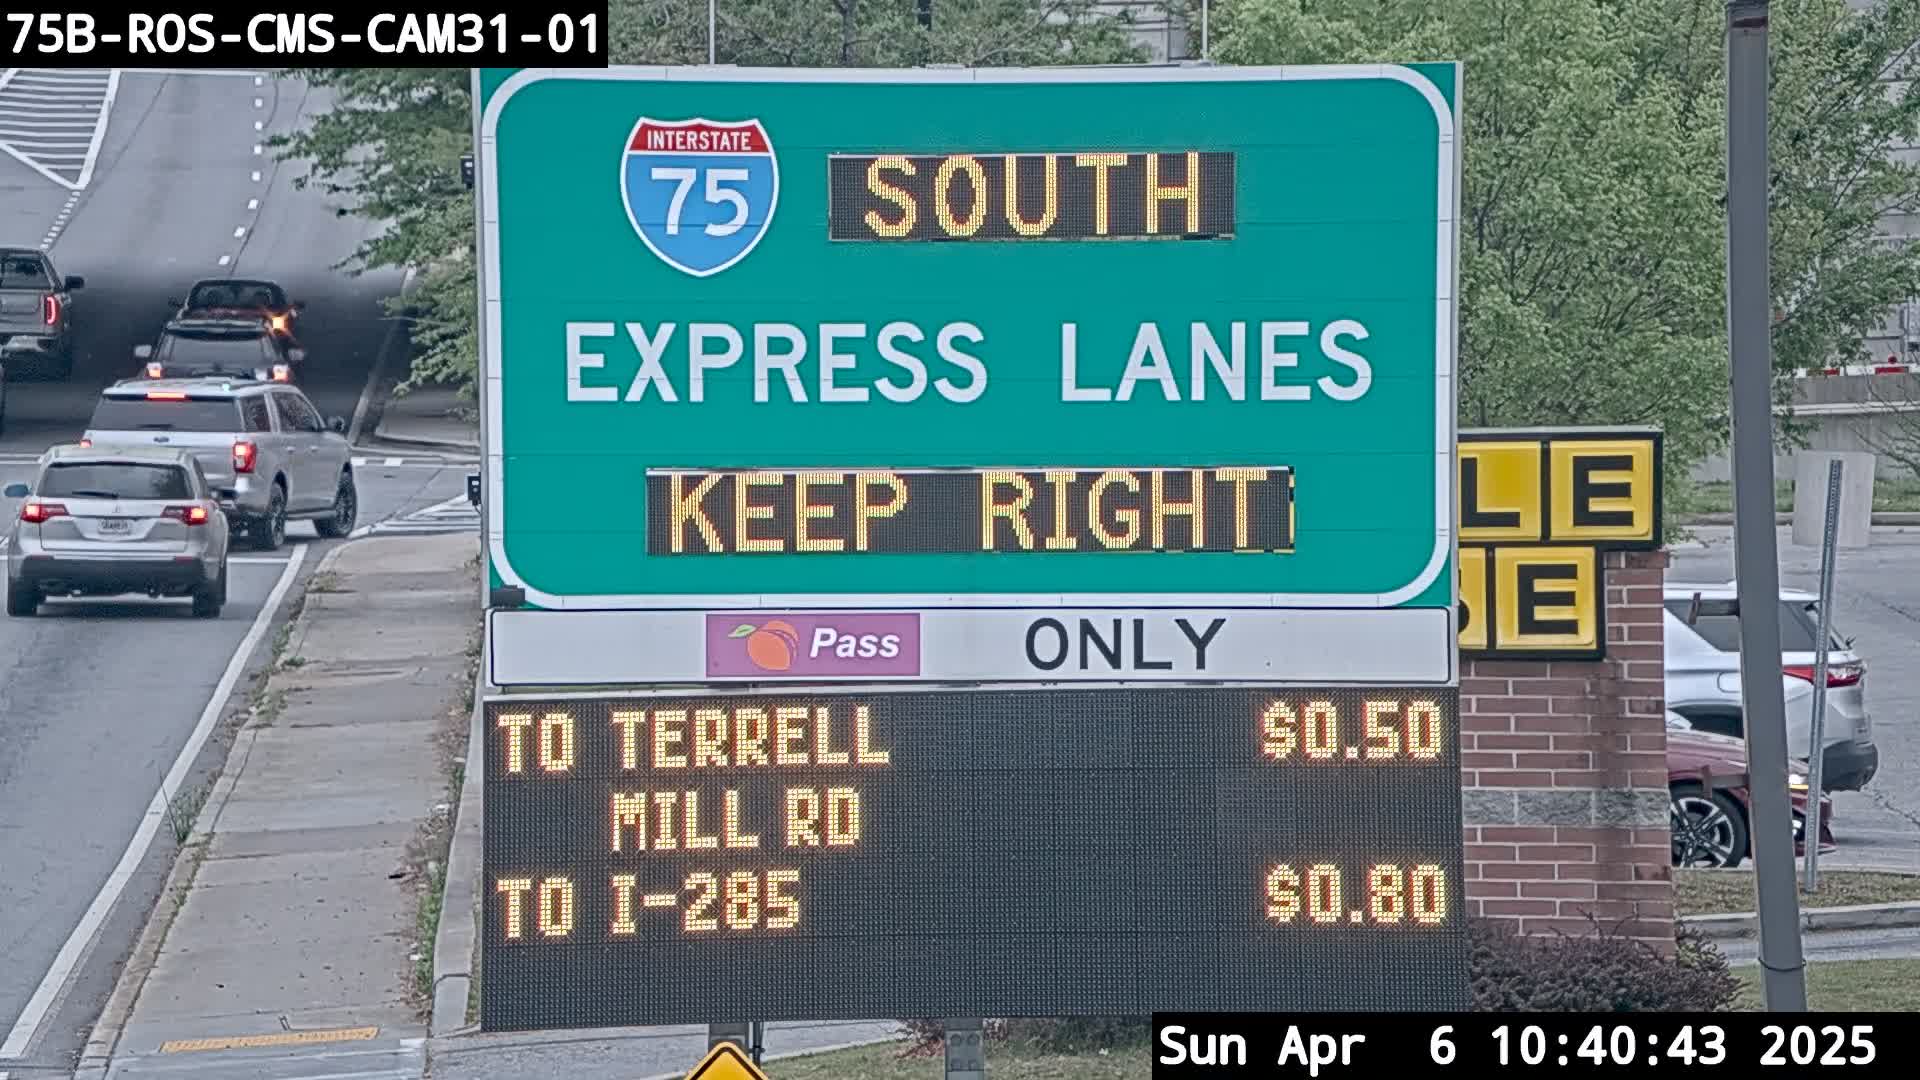 75B-ROS-CMS-CAM31-01
INTERSTATE
75
SOUTH
EXPRESS LANES
KEEP RIGHT
Pass ONLY
TO TERRELL $0.50
MILL RD
TO I-285 $0.80
LE
E
Sun Apr 6 10:40:43 2025